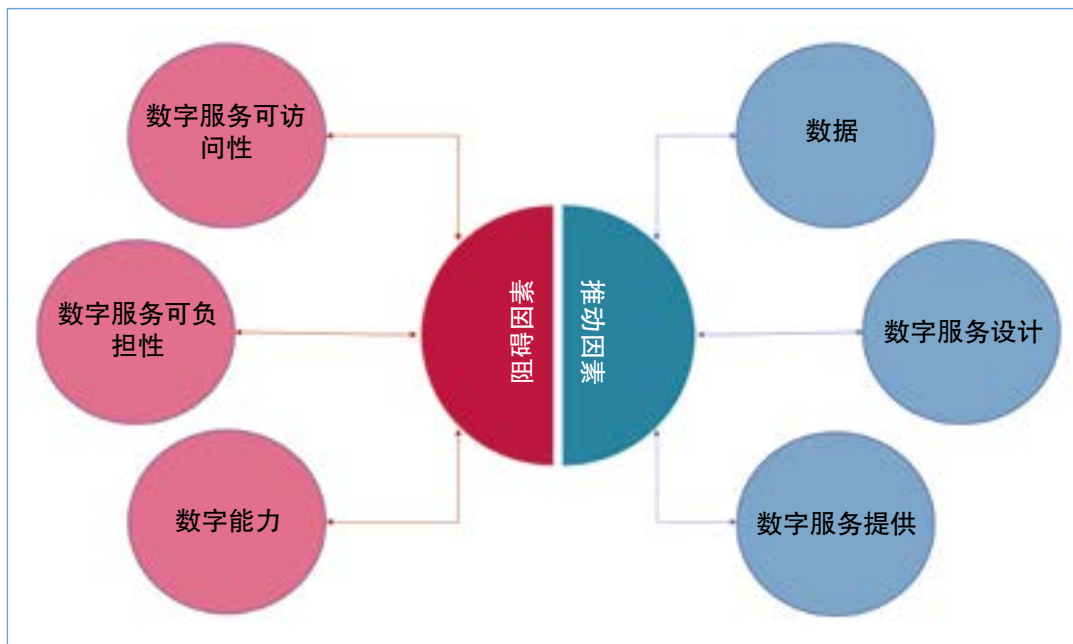 数字服务可访
问性
数字服务可负
担性
数字能力
阻碍因素
推动因素
数据
数字服务设计
数字服务提供